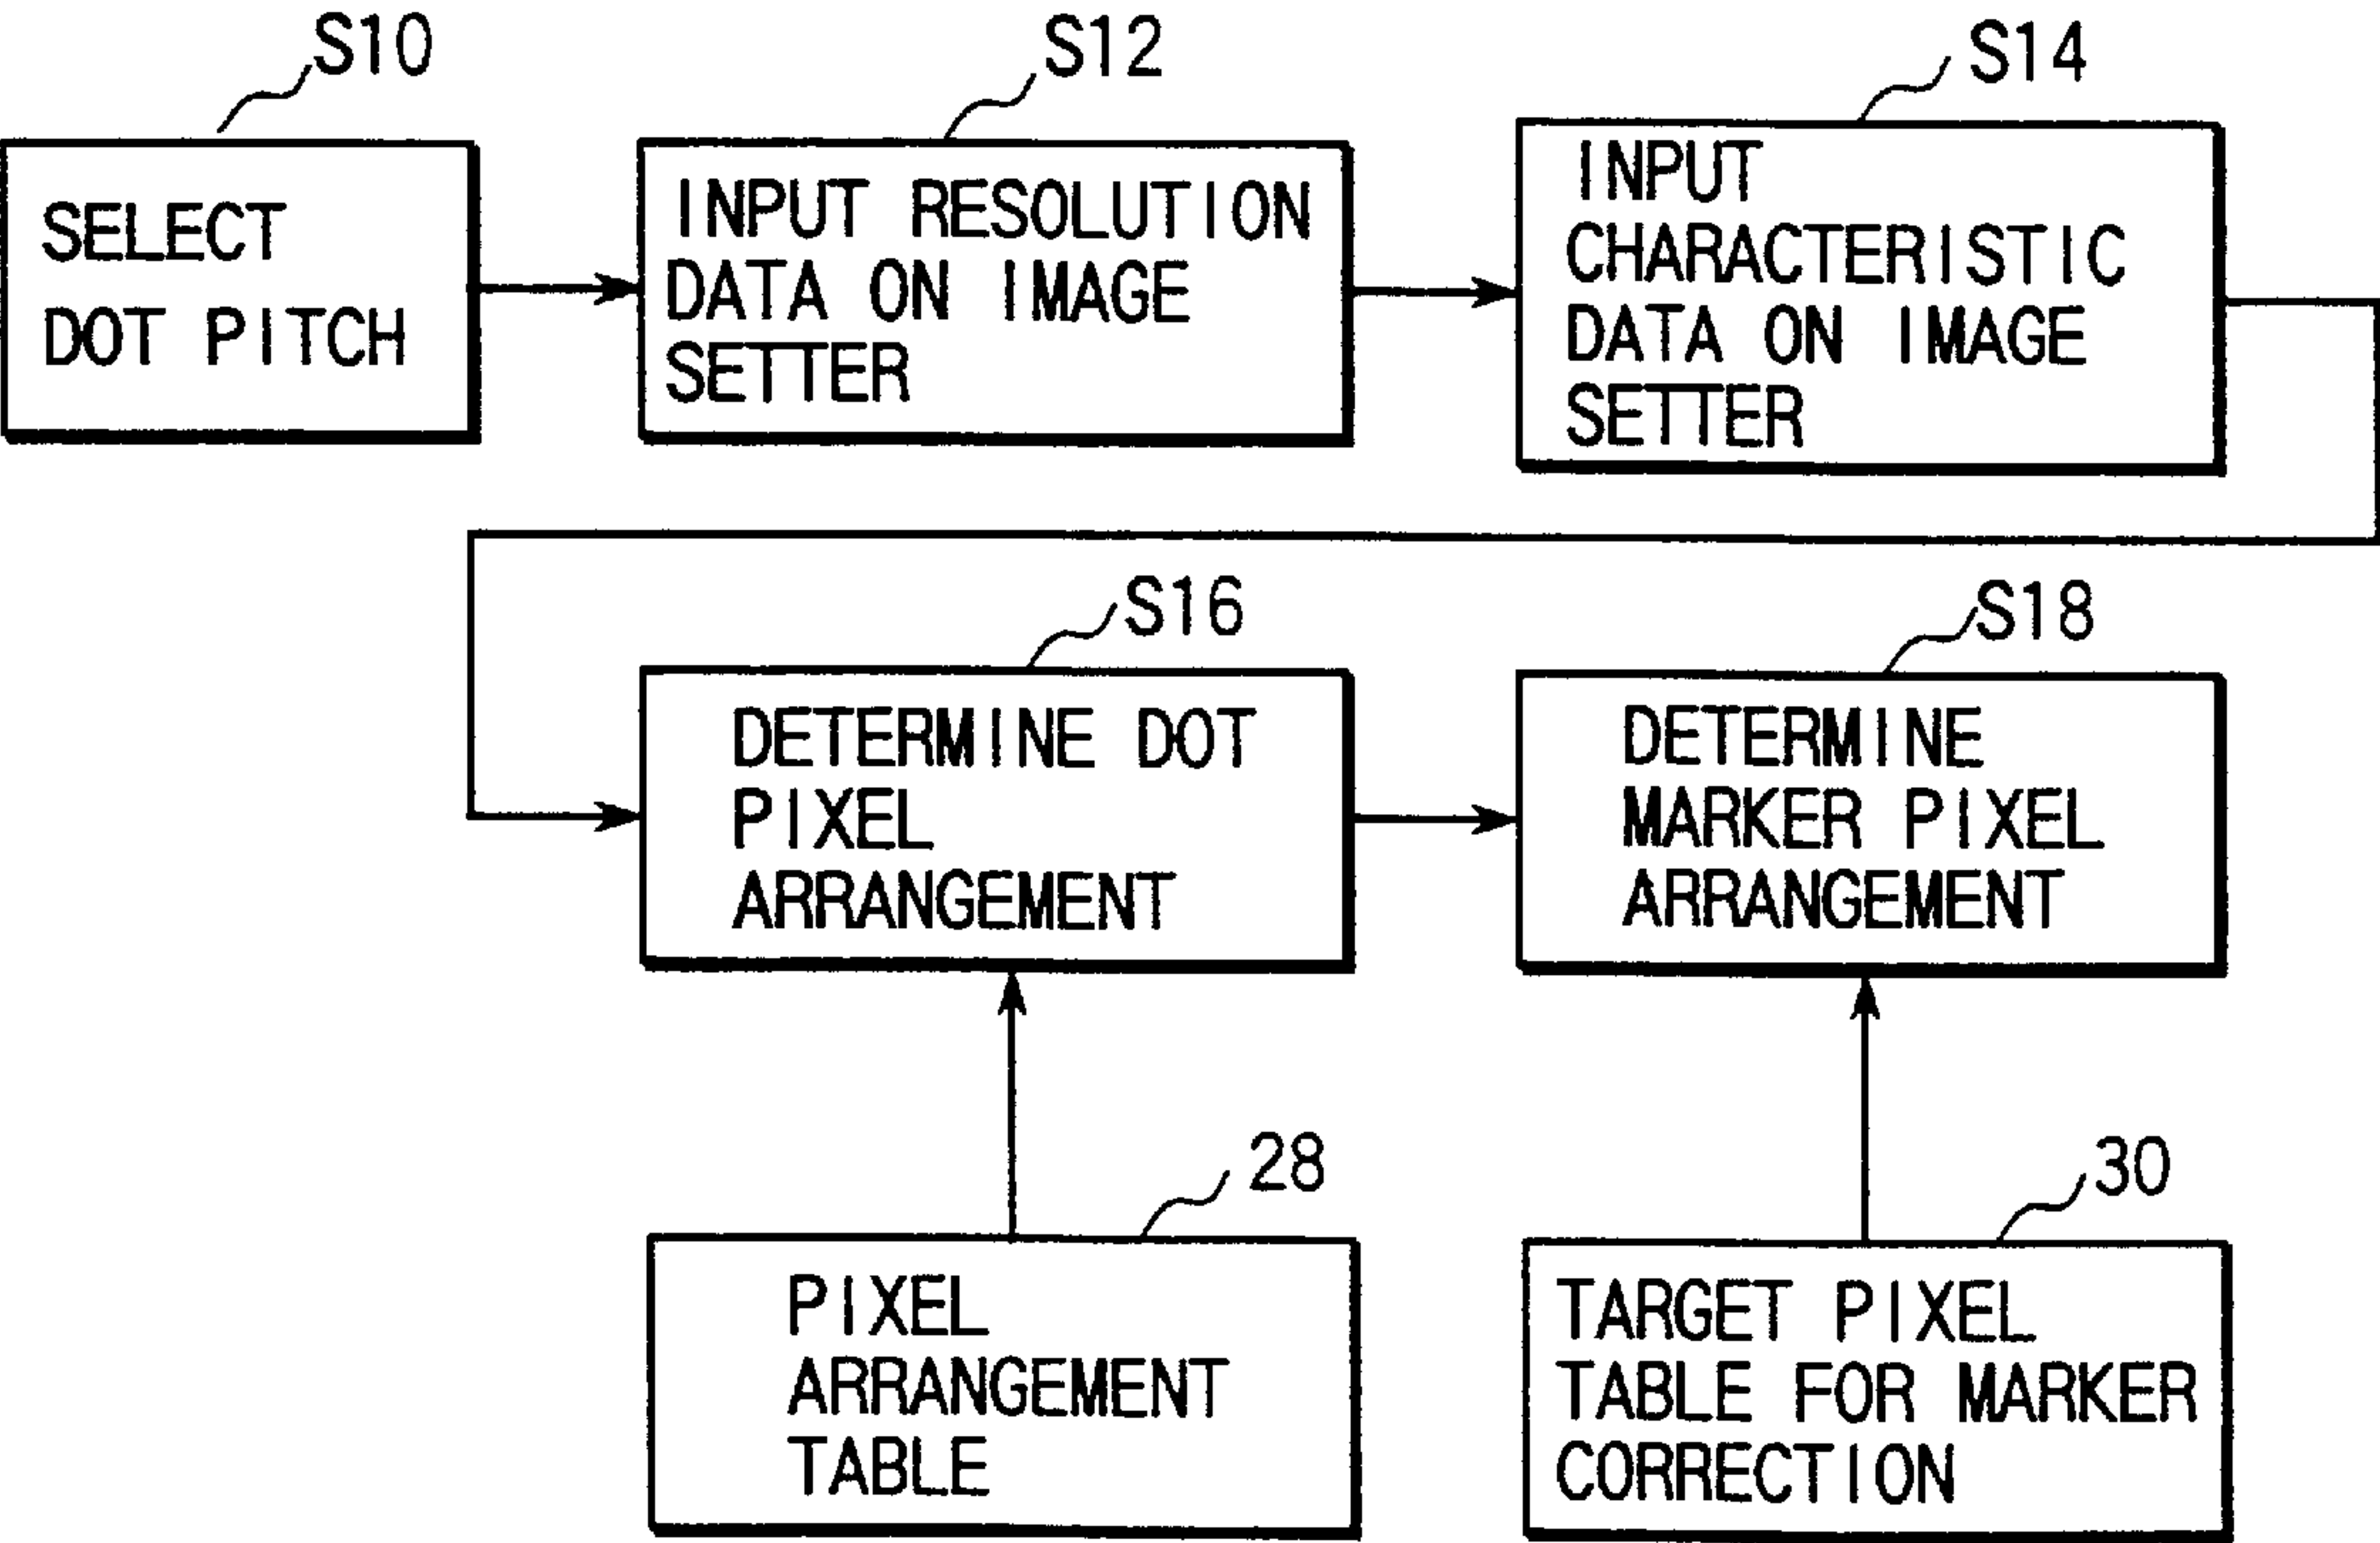 S10
SELECT
DOT PITCH
S12
INPUT RESOLUTION
DATA ON IMAGE
SETTER
S14
INPUT
CHARACTERISTIC
DATA ON IMAGE
SETTER
S16
DETERMINE DOT
PIXEL
ARRANGEMENT
S18
DETERMINE
MARKER PIXEL
ARRANGEMENT
28
PIXEL
ARRANGEMENT
TABLE
30
TARGET PIXEL
TABLE FOR MARKER
CORRECTION